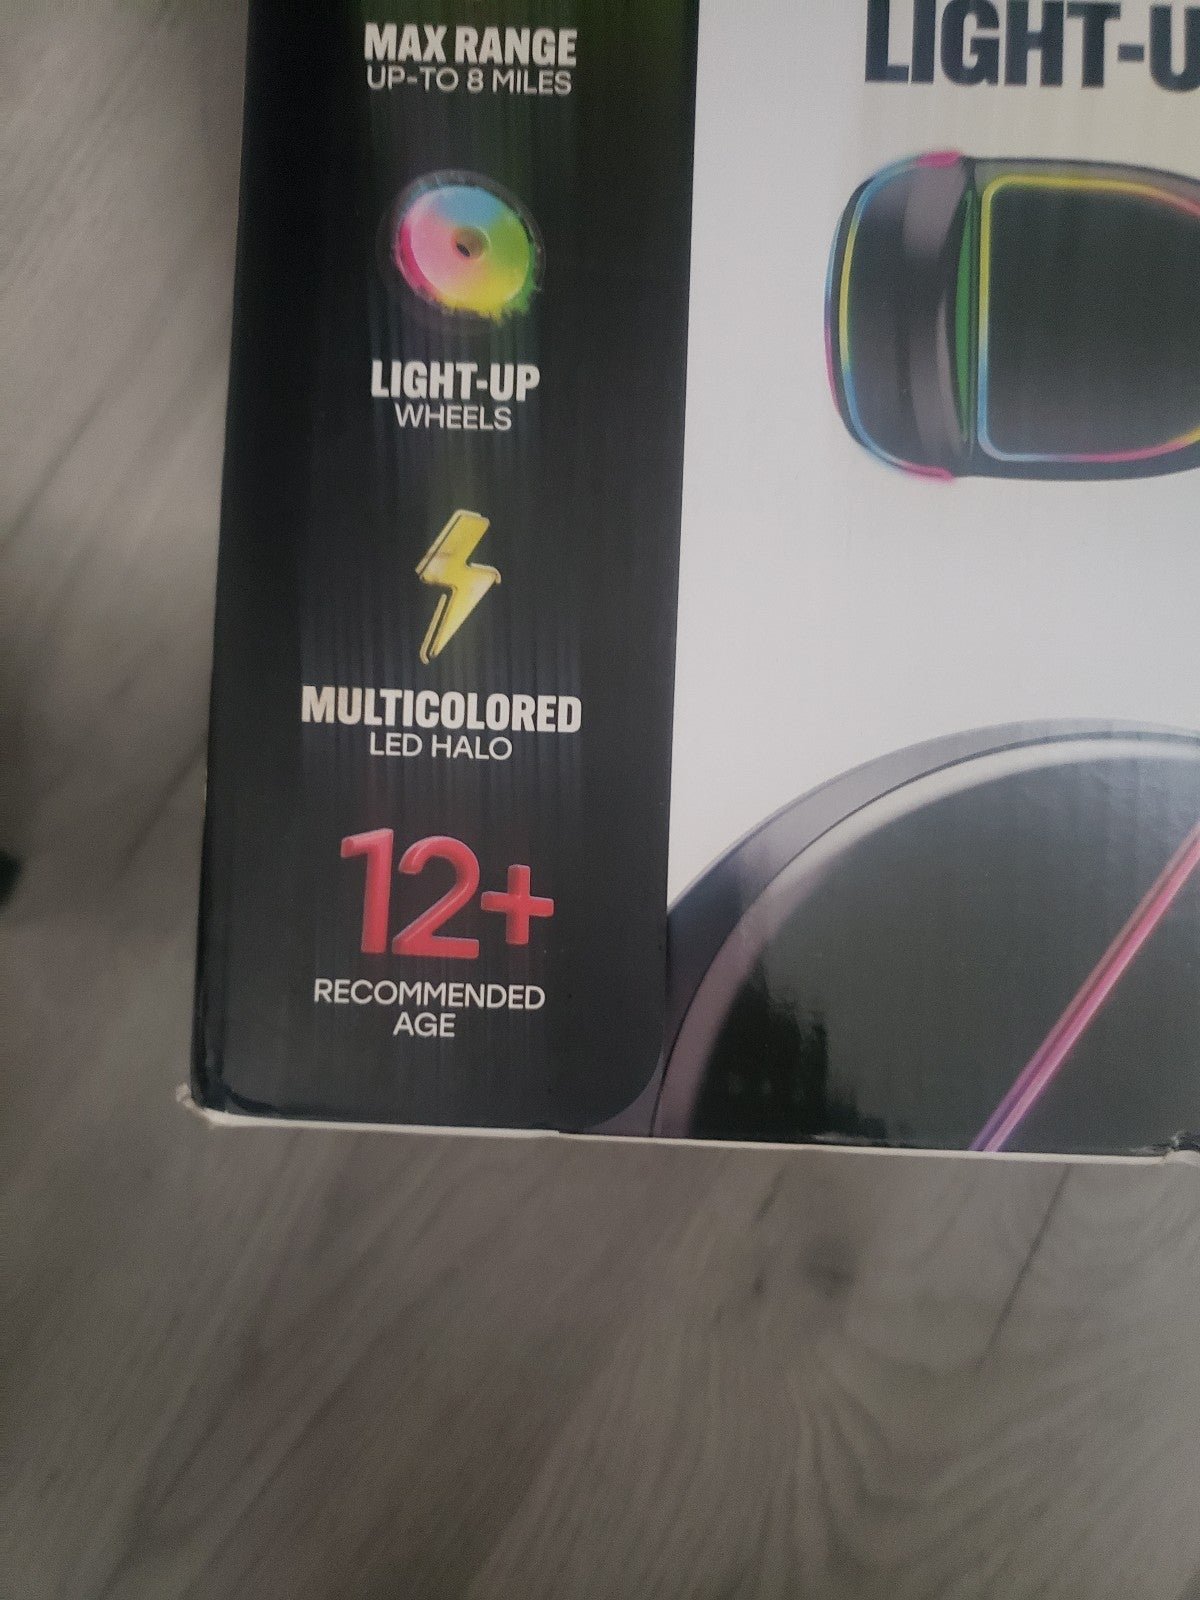 MAX RANGE
UP-TO 8 MILES
LIGHT-UP
WHEELS
MULTICOLORED
LED HALO
12+
RECOMMENDED
AGE
LIGHT-U